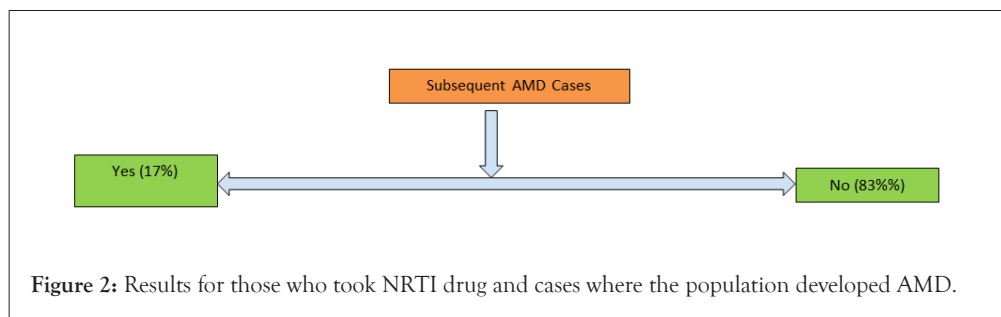 Subsequent AMD Cases
Yes (17%)
No (83%%)
Figure 2: Results for those who took NRTI drug and cases where the population developed AMD.